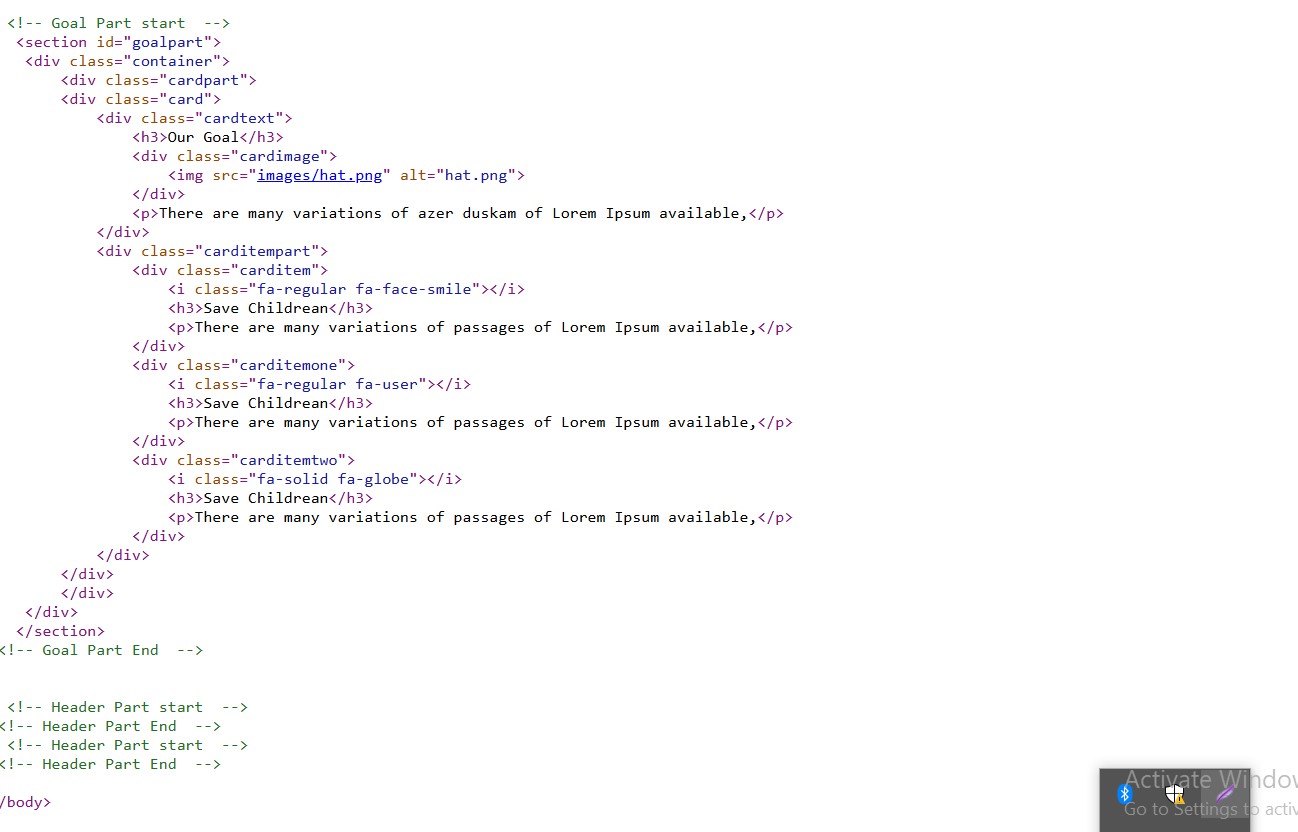 <!-- Goal Part start  -->
<section id="goalpart">
<div class="container">
<div class="cardpart">
<div class="card">
<div class="cardtext">
<h3>Our Goal</h3>
<div class="cardimage">
<img src="images/hat.png" alt="hat.png">
</div>
<p>There are many variations of azer duskam of Lorem Ipsum available,</p>
</div>
<div class="carditempart">
<div class="carditem">
<i class="fa-regular fa-face-smile"></i>
<h3>Save Childrean</h3>
<p>There are many variations of passages of Lorem Ipsum available,</p>
</div>
<div class="carditemone">
<i class="fa-regular fa-user"></i>
<h3>Save Childrean</h3>
<p>There are many variations of passages of Lorem Ipsum available,</p>
</div>
<div class="carditemtwo">
<i class="fa-solid fa-globe"></i>
<h3>Save Childrean</h3>
<p>There are many variations of passages of Lorem Ipsum available,</p>
</div>
</div>
</div>
</div>
</div>
</section>
<!-- Goal Part End  -->
<!-- Header Part start  -->
<!-- Header Part End  -->
<!-- Header Part start  -->
<!-- Header Part End  -->
/body>
Activate Window
Go to Settings to activ